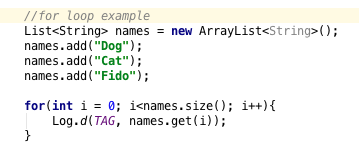 //for loop example
List<String> names = new ArrayList<String>();
names.add("Dog");
names.add("Cat");
names.add("Fido");
for(int i = 0; i<names.size(); i++){
Log.d(TAG, names.get(i));
}